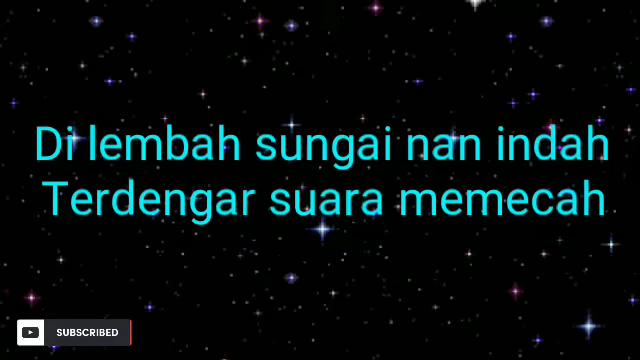 Di lembah sungai nan indah
Terdengar suara memecah
SUBSCRIBED